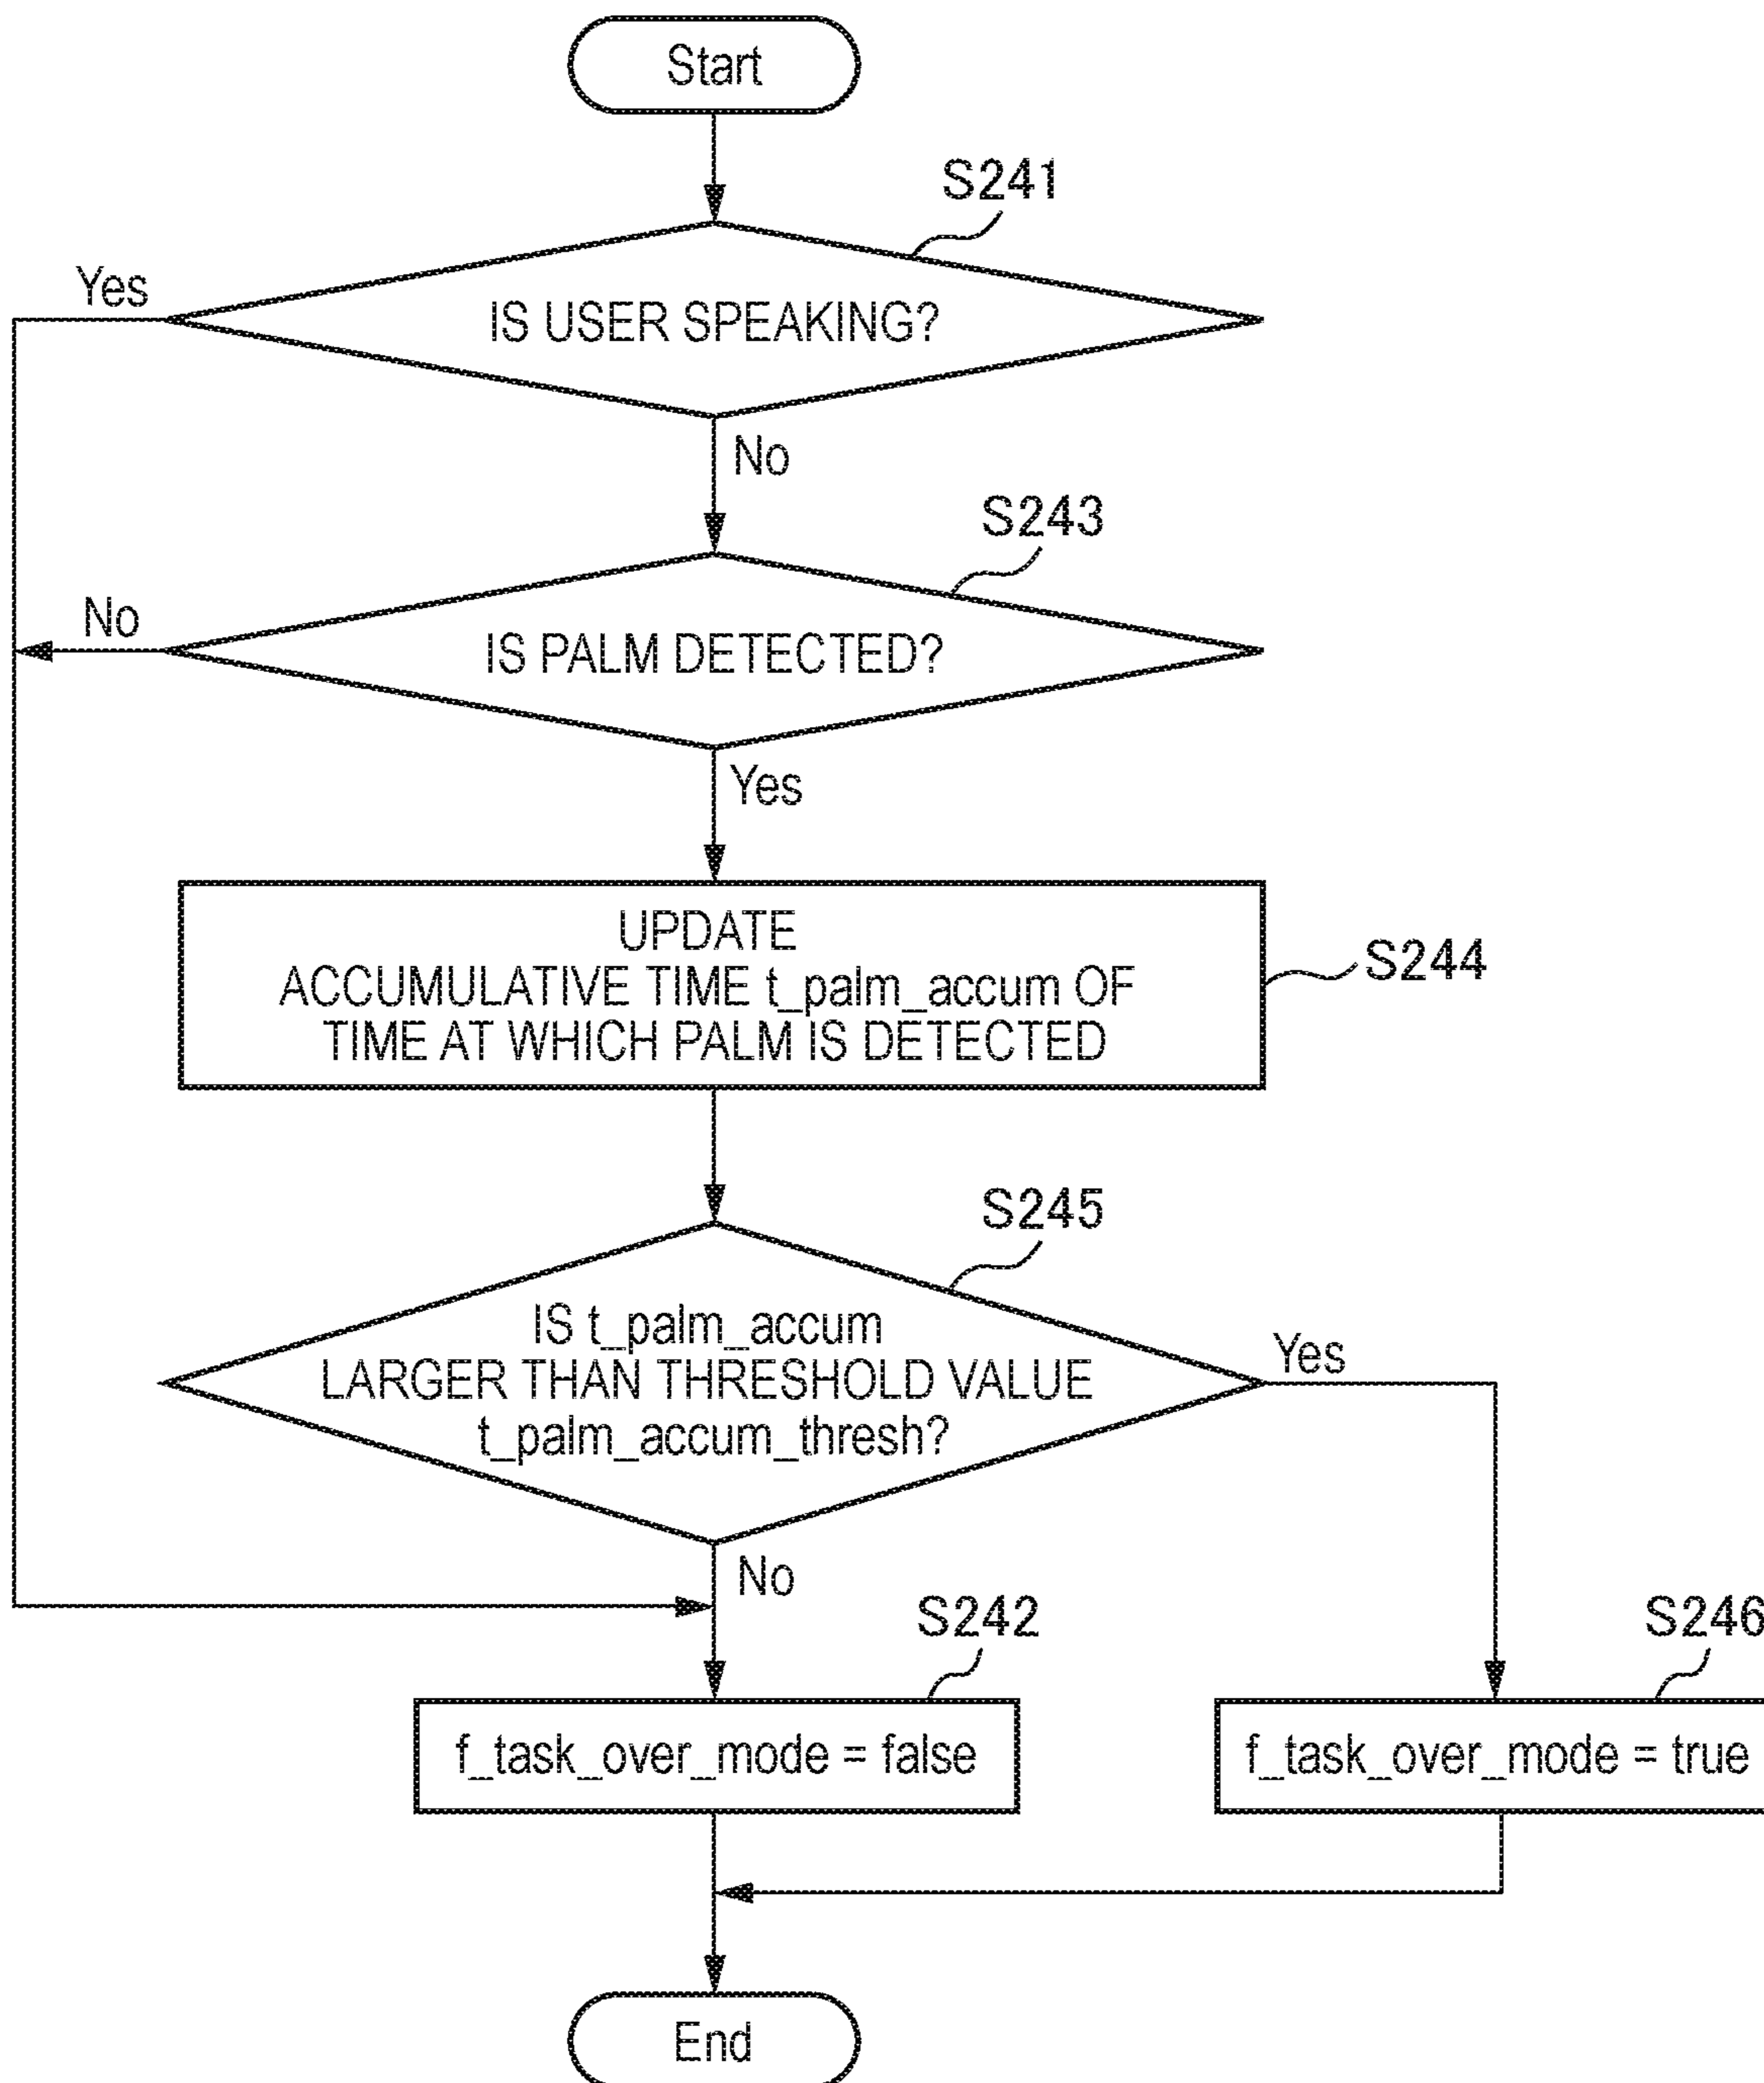 Start
S241
Yes
IS USER SPEAKING?
No
S243
No
IS PALM DETECTED?
Yes
UPDATE
ACCUMULATIVE TIME t_palm_accum OF
TIME AT WHICH PALM IS DETECTED
S244
S245
IS t_palm_accum
LARGER THAN THRESHOLD VALUE
t_palm_accum_thresh?
Yes
No
S242
S246
f_task_over_mode = false
f_task_over_mode = true
End